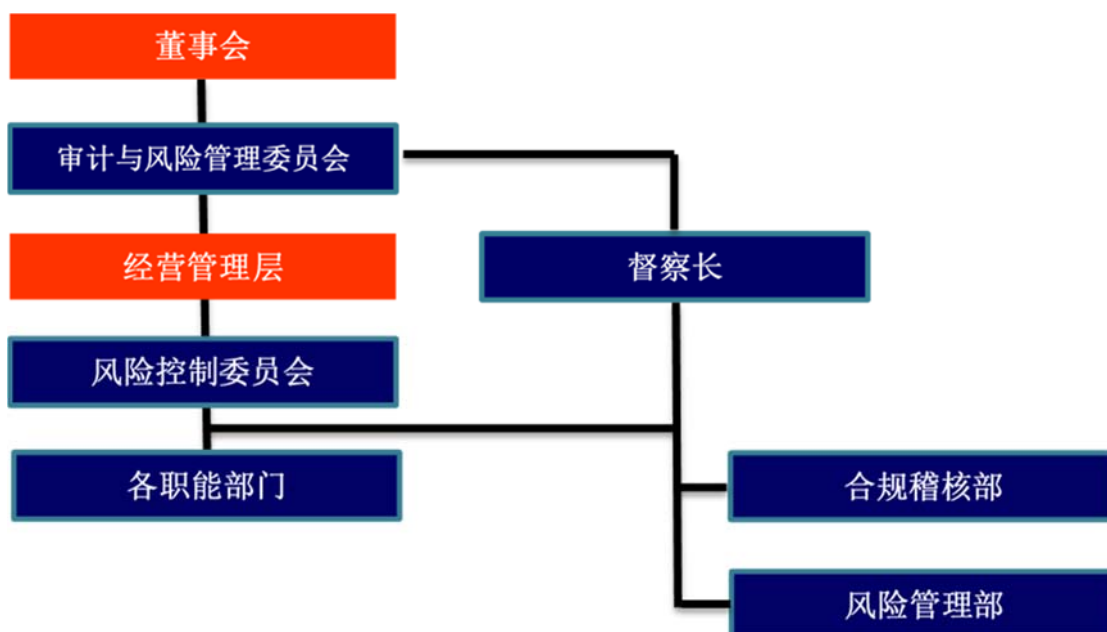 董事会
审计与风险管理委员会
经营管理层
督察长
风险控制委员会
各职能部门
合规稽核部
风险管理部